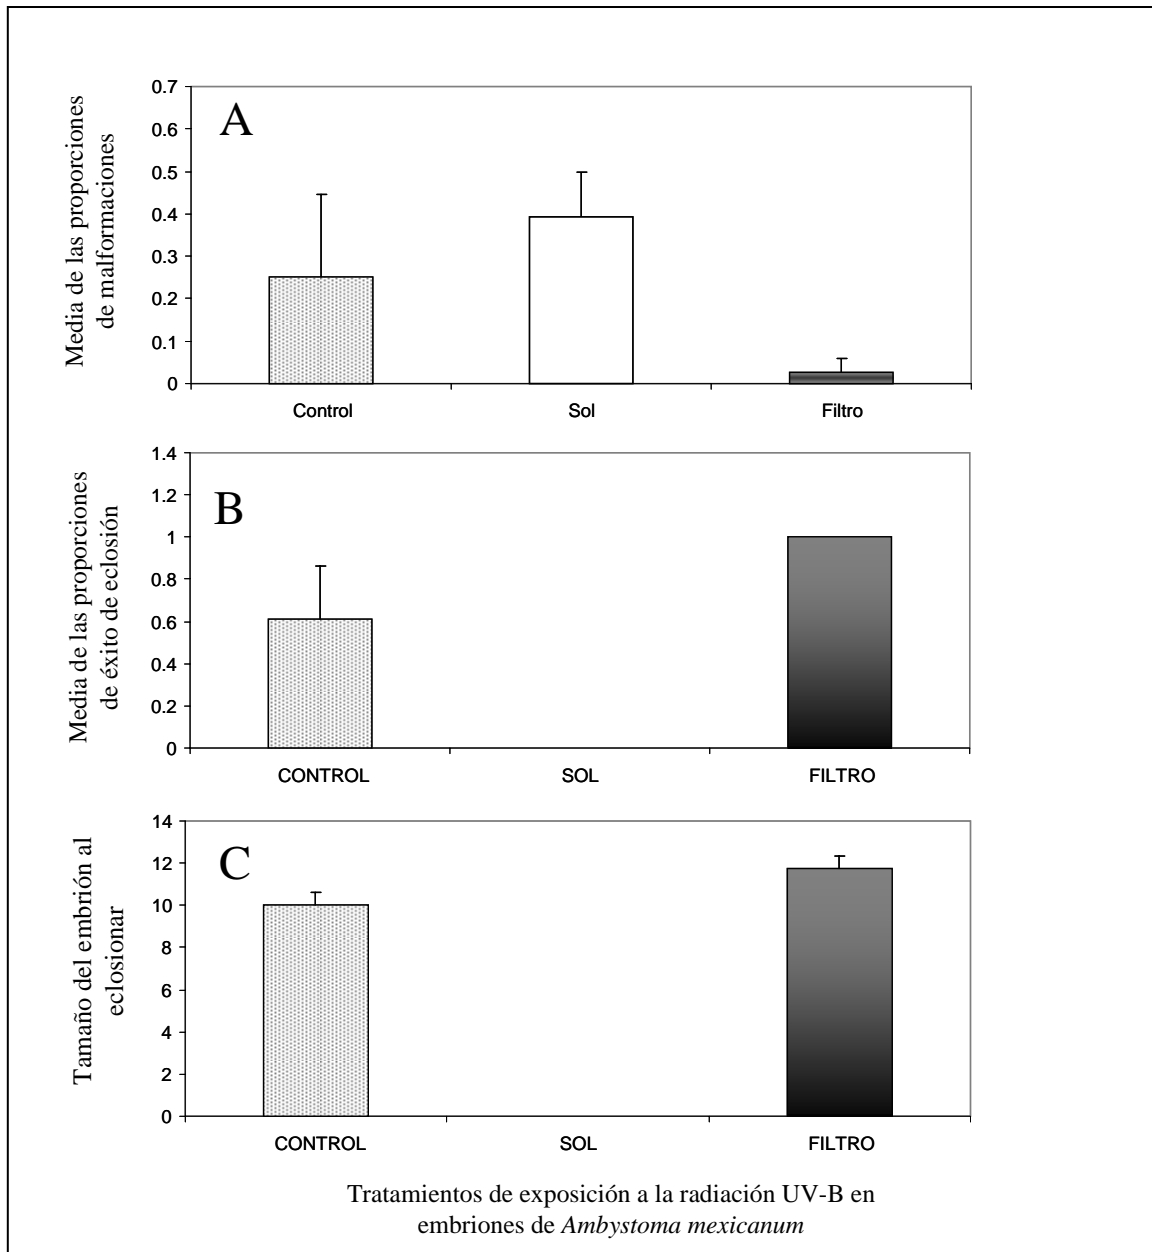 Media de las proporciones
de malformaciones
A
0.7
0.6
0.5
0.4
0.3
0.2
0.1
0
Control Sol Filtro
Media de las proporciones
de éxito de eclosión
B
1.4
1.2
1
0.8
0.6
0.4
0.2
0
CONTROL SOL FILTRO
Tamaño del embrión al
eclosionar
C
14
12
10
8
6
4
2
0
CONTROL SOL FILTRO
Tratamientos de exposición a la radiación UV-B en
embriones de Ambystoma mexicanum